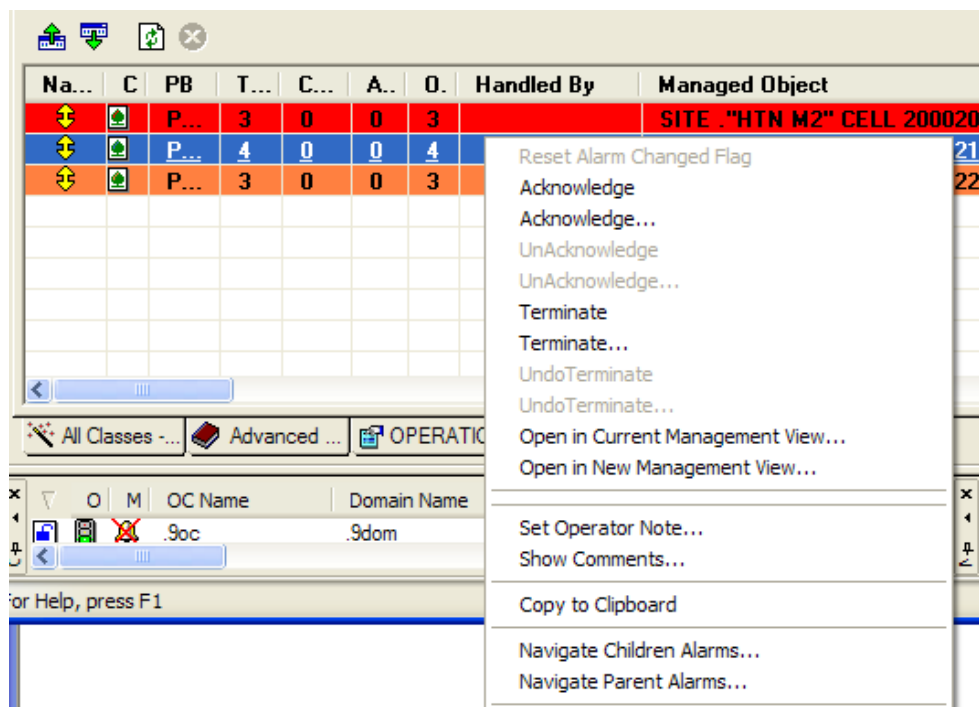 Na... C PB T... C... A.. O. Handled By Managed Object
P... 3 0 0 3 SITE ."HTN M2" CELL 200020
P... 4 0 0 4 21
P... 3 0 0 3 22
Reset Alarm Changed Flag
Acknowledge
Acknowledge...
UnAcknowledge
UnAcknowledge...
Terminate
Terminate...
UndoTerminate
UndoTerminate...
Open in Current Management View...
Open in New Management View...
Set Operator Note...
Show Comments...
Copy to Clipboard
Navigate Children Alarms...
Navigate Parent Alarms...
All Classes -... Advanced ... OPERATIO
O M OC Name Domain Name
.9oc .9dom
For Help, press F1